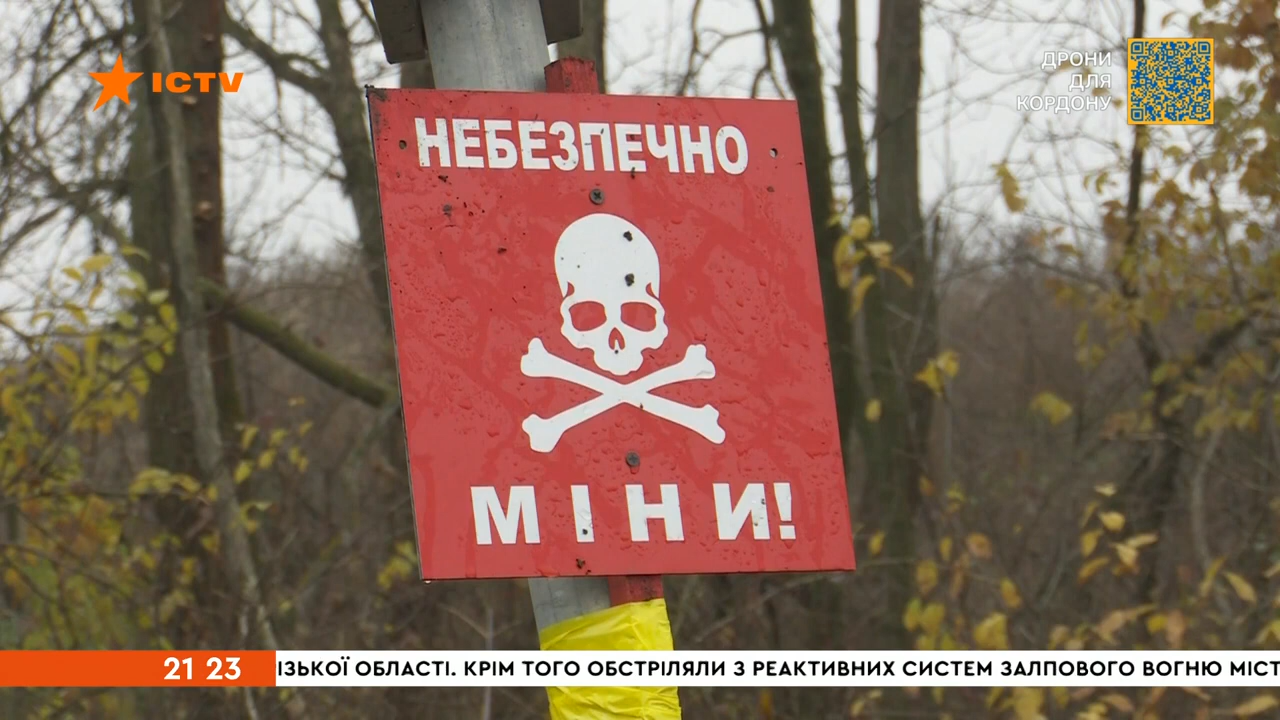 ICTV
ДРОНИ
ДЛЯ
КОРДОНУ
НЕБЕЗПЕЧНО
МІНИ!
21 23
ІЗЬКОЇ ОБЛАСТІ. КРІМ ТОГО ОБСТРІЛЯЛИ З РЕАКТИВНИХ СИСТЕМ ЗАЛПОВОГО ВОГНЮ МІСТ